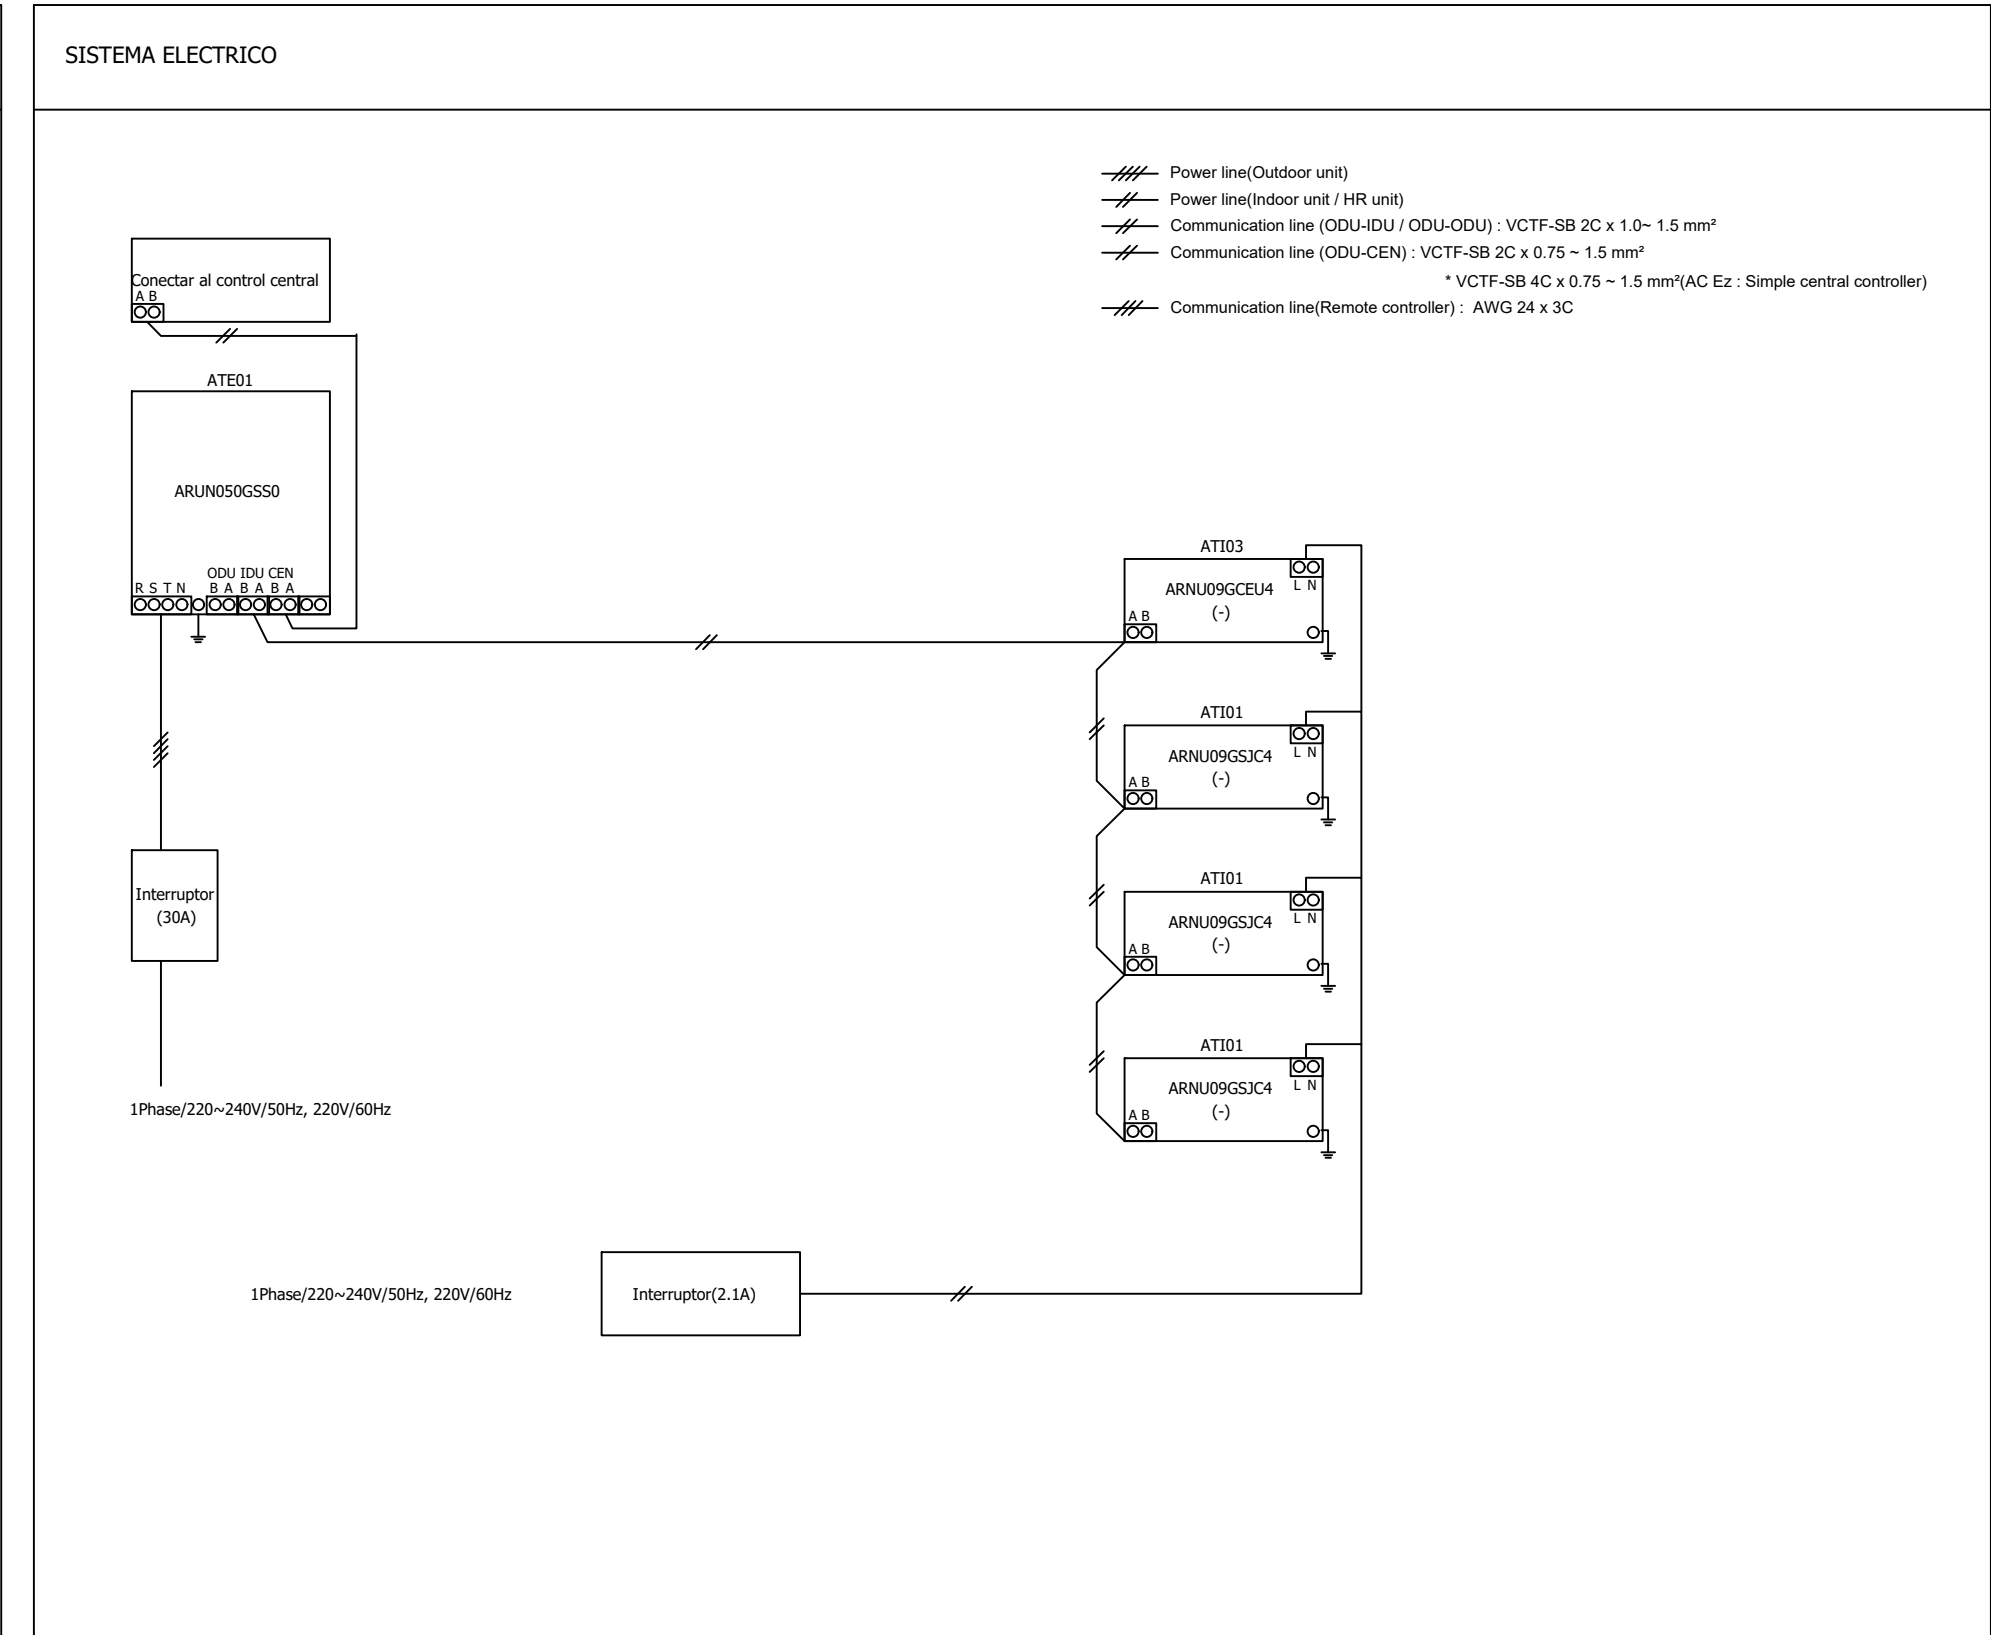 SISTEMA ELECTRICO
Power line(Outdoor unit)
Power line(Indoor unit / HR unit)
Communication line (ODU-IDU / ODU-ODU) : VCTF-SB 2C x 1.0~ 1.5 mm²
Communication line (ODU-CEN) : VCTF-SB 2C x 0.75 ~ 1.5 mm²
* VCTF-SB 4C x 0.75 ~ 1.5 mm²(AC Ez : Simple central controller)
Communication line(Remote controller) : AWG 24 x 3C
Conectar al control central
A B
ATE01
ARUN050GSS0
ODU IDU CEN
R S T N B A B A B A
ATI03
ARNU09GCEU4
(-)
L N
A B
ATI01
ARNU09GSJC4
(-)
L N
A B
Interruptor
(30A)
ATI01
ARNU09GSJC4
(-)
L N
A B
ATI01
ARNU09GSJC4
(-)
L N
A B
1Phase/220~240V/50Hz, 220V/60Hz
1Phase/220~240V/50Hz, 220V/60Hz
Interruptor(2.1A)